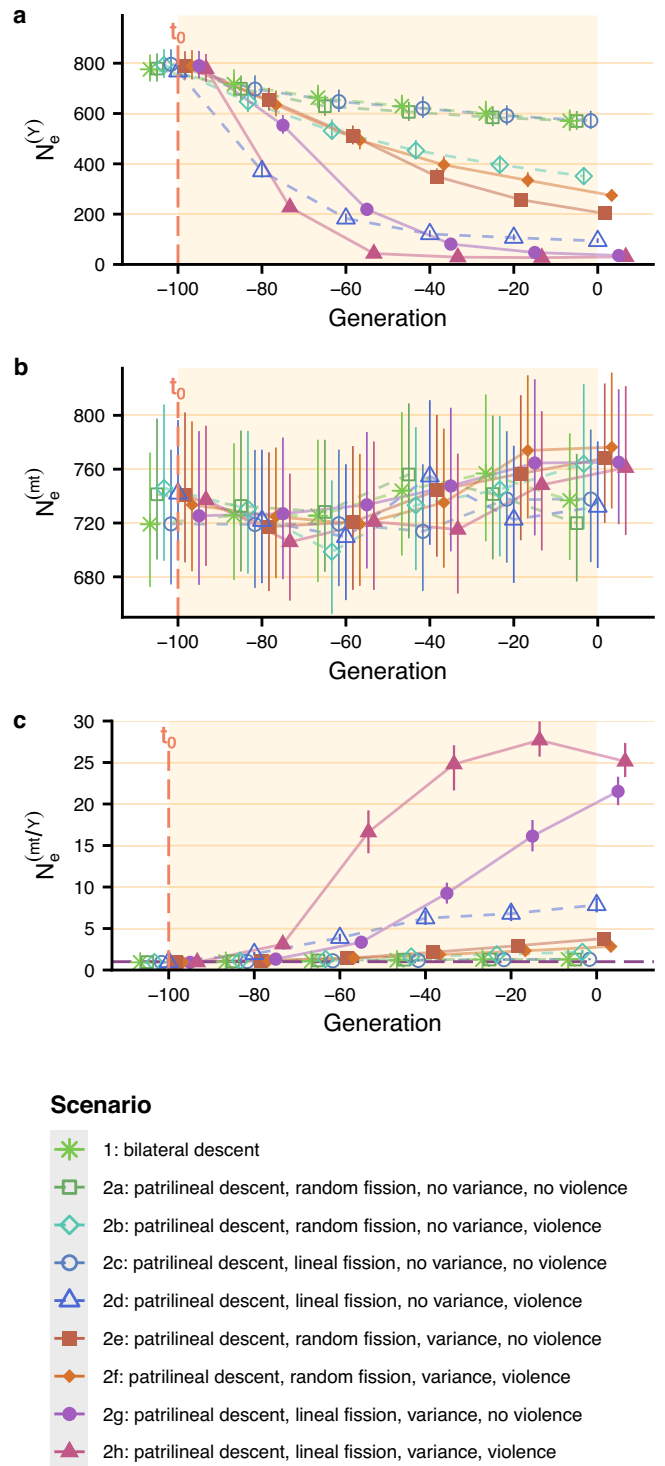 a
t0
800
600
400
200
0
Ne(Y)
−100
−80
−60
−40
−20
0
Generation
b
t0
800
760
720
680
Ne(mt)
−100
−80
−60
−40
−20
0
Generation
c
30
t0
25
20
15
10
5
0
Ne(mt/Y)
−100
−80
−60
−40
−20
0
Generation
Scenario
1: bilateral descent
2a: patrilineal descent, random fission, no variance, no violence
2b: patrilineal descent, random fission, no variance, violence
2c: patrilineal descent, lineal fission, no variance, no violence
2d: patrilineal descent, lineal fission, no variance, violence
2e: patrilineal descent, random fission, variance, no violence
2f: patrilineal descent, random fission, variance, violence
2g: patrilineal descent, lineal fission, variance, no violence
2h: patrilineal descent, lineal fission, variance, violence